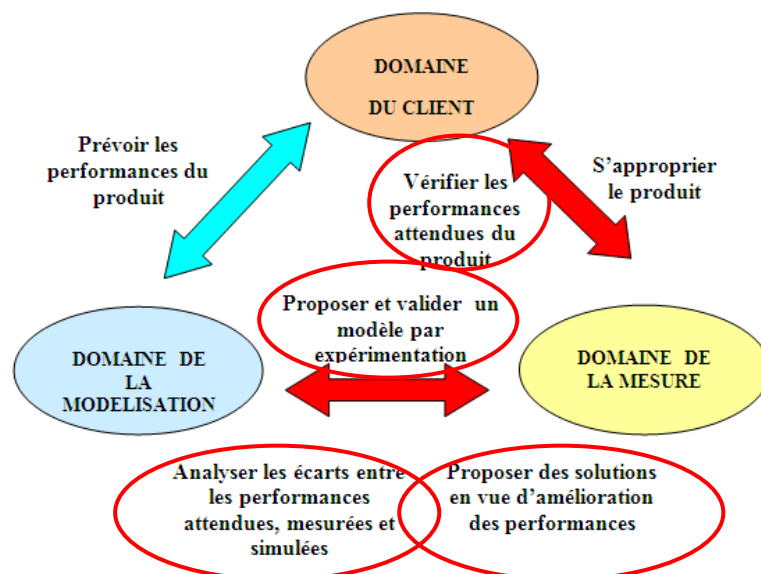 DOMAINE
DU CLIENT
Prévoir les
performances du
produit
S'approprier
le produit
Vérifier les
performances
attendues du
produit
Proposer et valider un
modèle par
expérimentation
DOMAINE DE
LA
MODELISATION
DOMAINE DE
LA MESURE
Analyser les écarts entre
les performances
attendues, mesurées et
simulées
Proposer des solutions
en vue d'amélioration
des performances